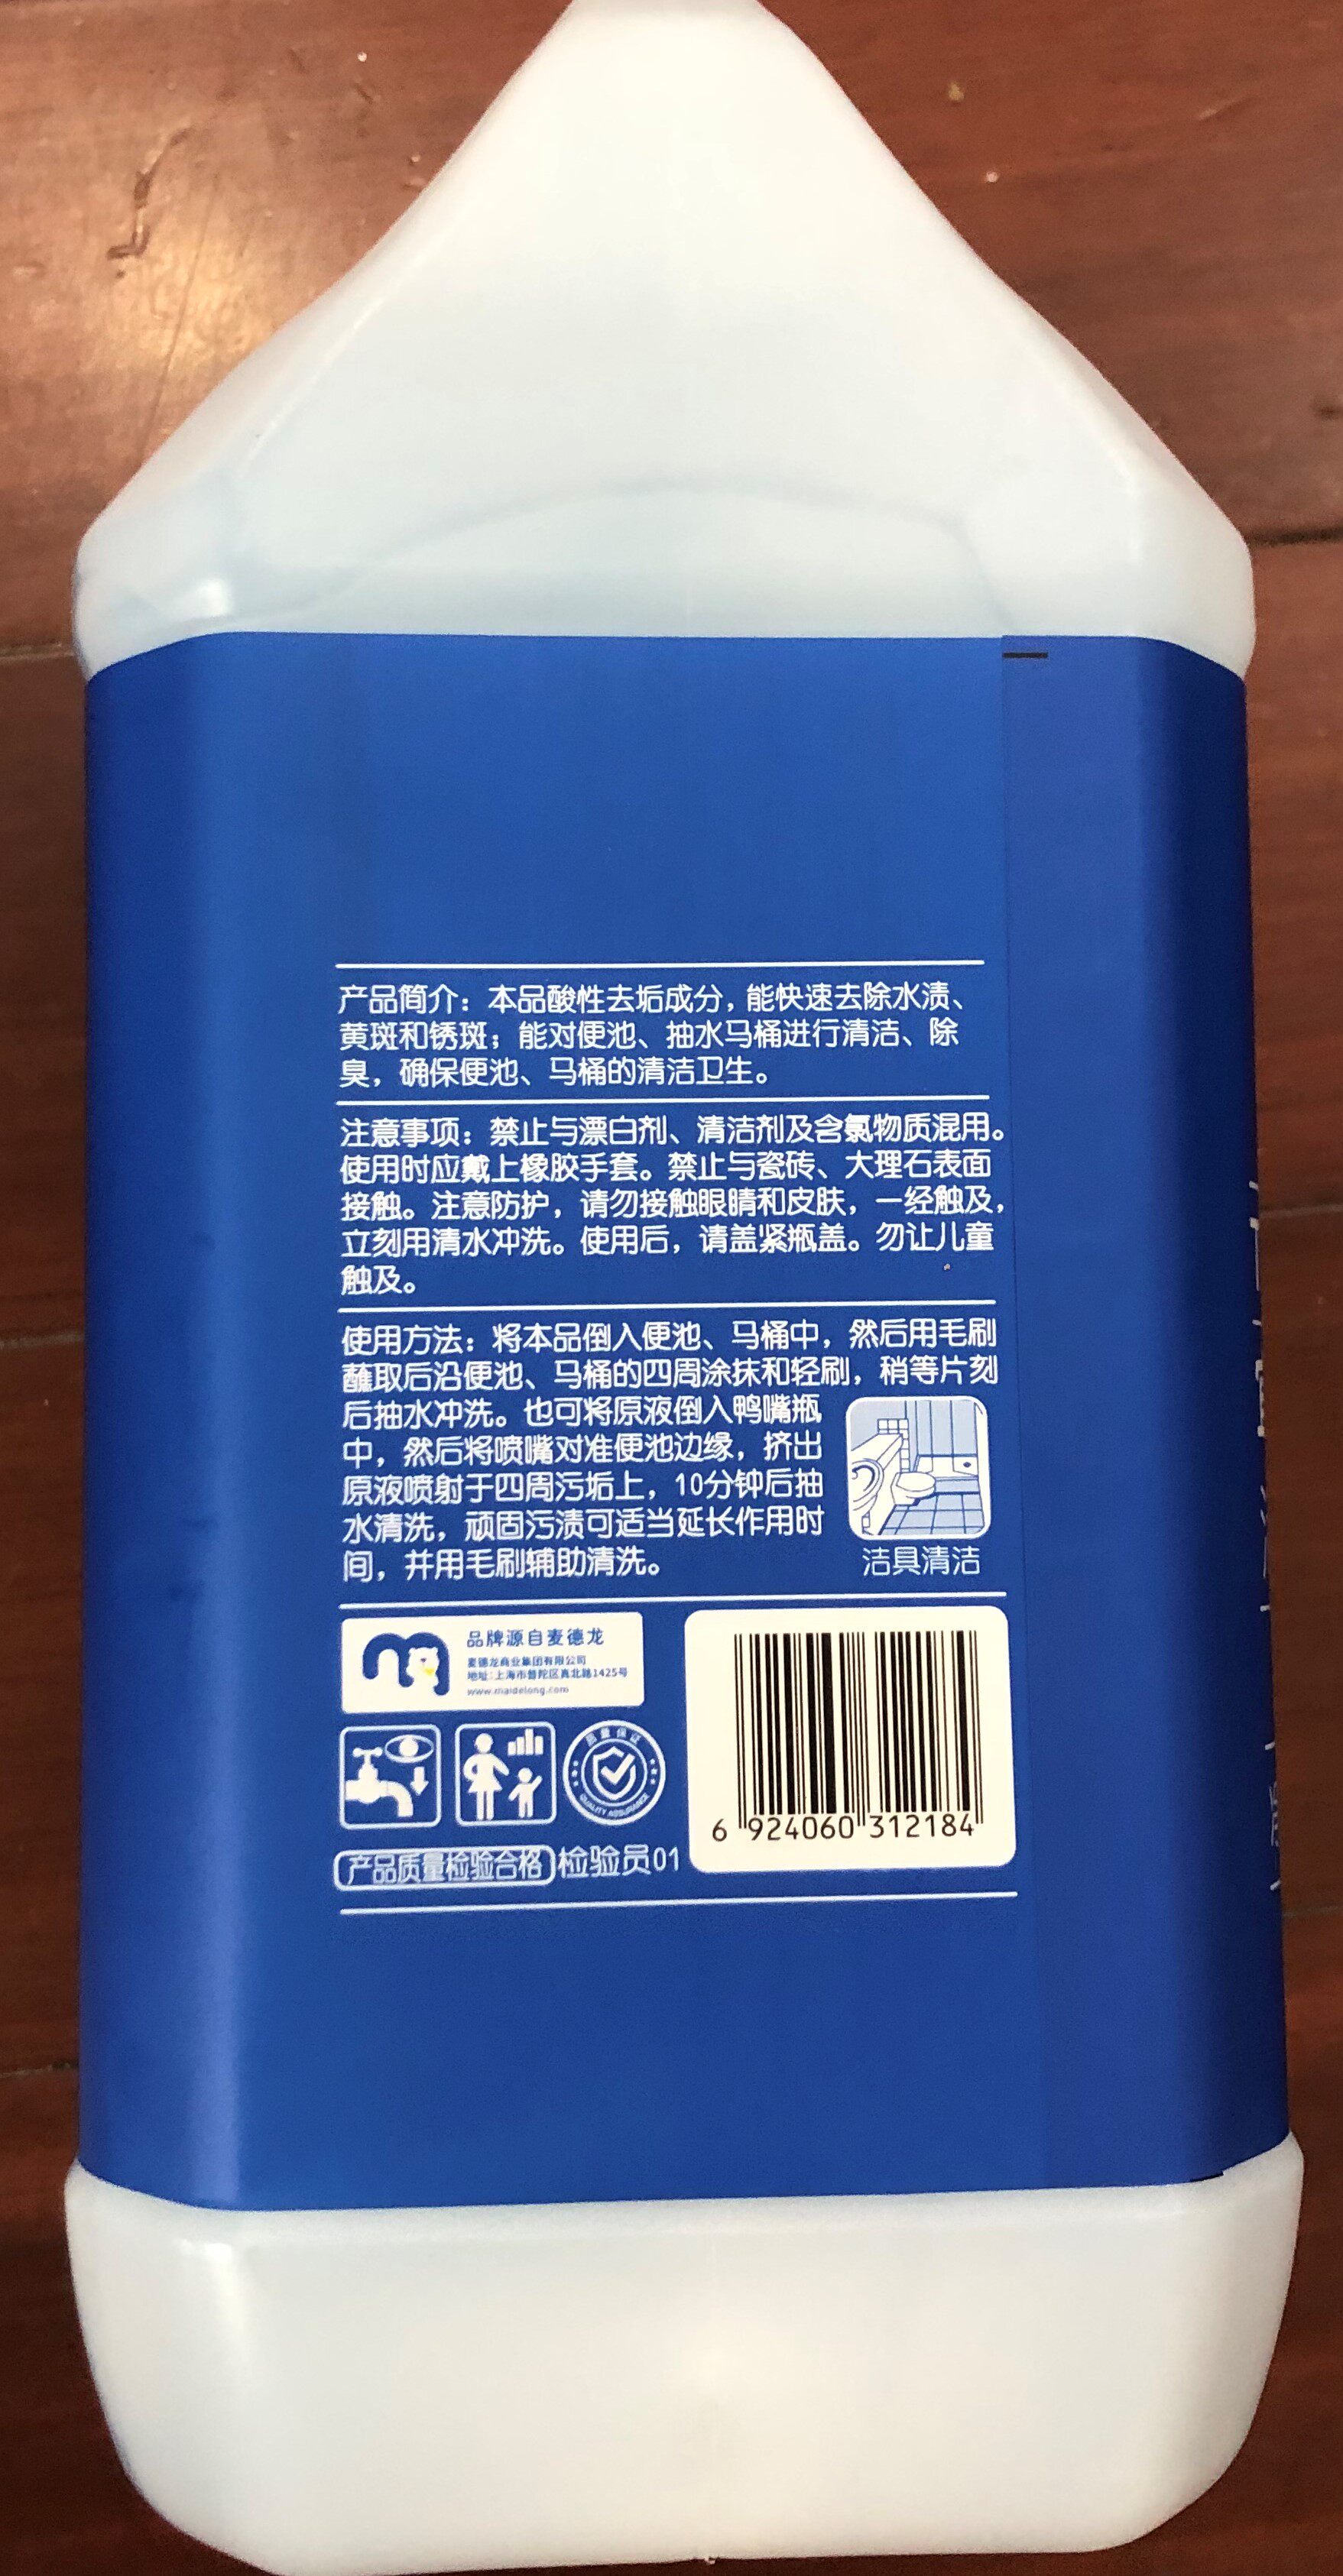 产品简介：本品酸性去垢成分，能快速去除水渍、
黄斑和锈斑；能对便池、抽水马桶进行清洁、除
臭，确保便池、马桶的清洁卫生。
注意事项：禁止与漂白剂、清洁剂及含氯物质混用。
使用时应戴上橡胶手套。禁止与瓷砖、大理石表面
接触。注意防护，请勿接触眼睛和皮肤，一经触及，
立刻用清水冲洗。使用后，请盖紧瓶盖。勿让儿童
触及。
使用方法：将本品倒入便池、马桶中，然后用毛刷
蘸取后沿便池、马桶的四周涂抹和轻刷，稍等片刻
后抽水冲洗。也可将原液倒入鸭嘴瓶
中，然后将喷嘴对准便池边缘，挤出
原液喷射于四周污垢上，10分钟后抽
水清洗，顽固污渍可适当延长作用时
间，并用毛刷辅助清洗。
洁具清洁
品牌源自麦德龙
麦德龙商业集团有限公司
地址：上海市普陀区真北路1425号
www.maidelong.com
质量保证
QUALITY ASSURANCE
6 924060 312184
产品质量检验合格 检验员01